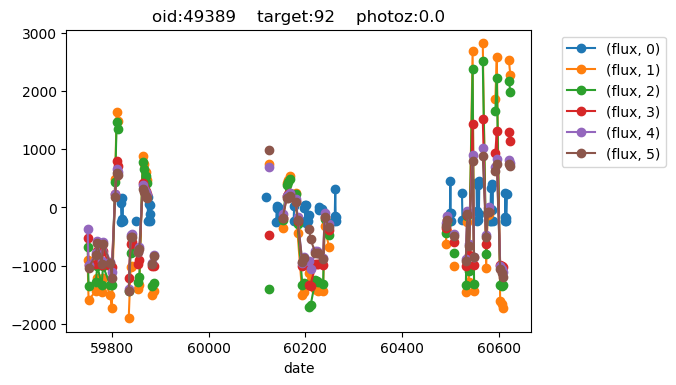 oid:49389    target:92    photoz:0.0
3000
2000
1000
0
−1000
−2000
59800 60000 60200 60400 60600
date
(flux, 0)
(flux, 1)
(flux, 2)
(flux, 3)
(flux, 4)
(flux, 5)